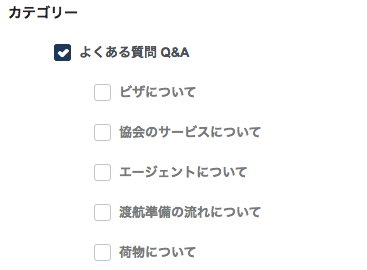 カテゴリー
よくある質問 Q&A
ビザについて
協会のサービスについて
エージェントについて
渡航準備の流れについて
荷物について